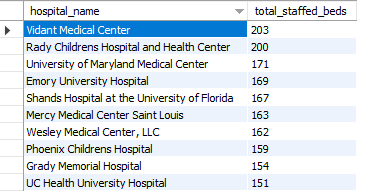 hospital_name total_staffed_beds
Vidant Medical Center 203
Rady Childrens Hospital and Health Center 200
University of Maryland Medical Center 171
Emory University Hospital 169
Shands Hospital at the University of Florida 167
Mercy Medical Center Saint Louis 163
Wesley Medical Center, LLC 162
Phoenix Childrens Hospital 159
Grady Memorial Hospital 154
UC Health University Hospital 151